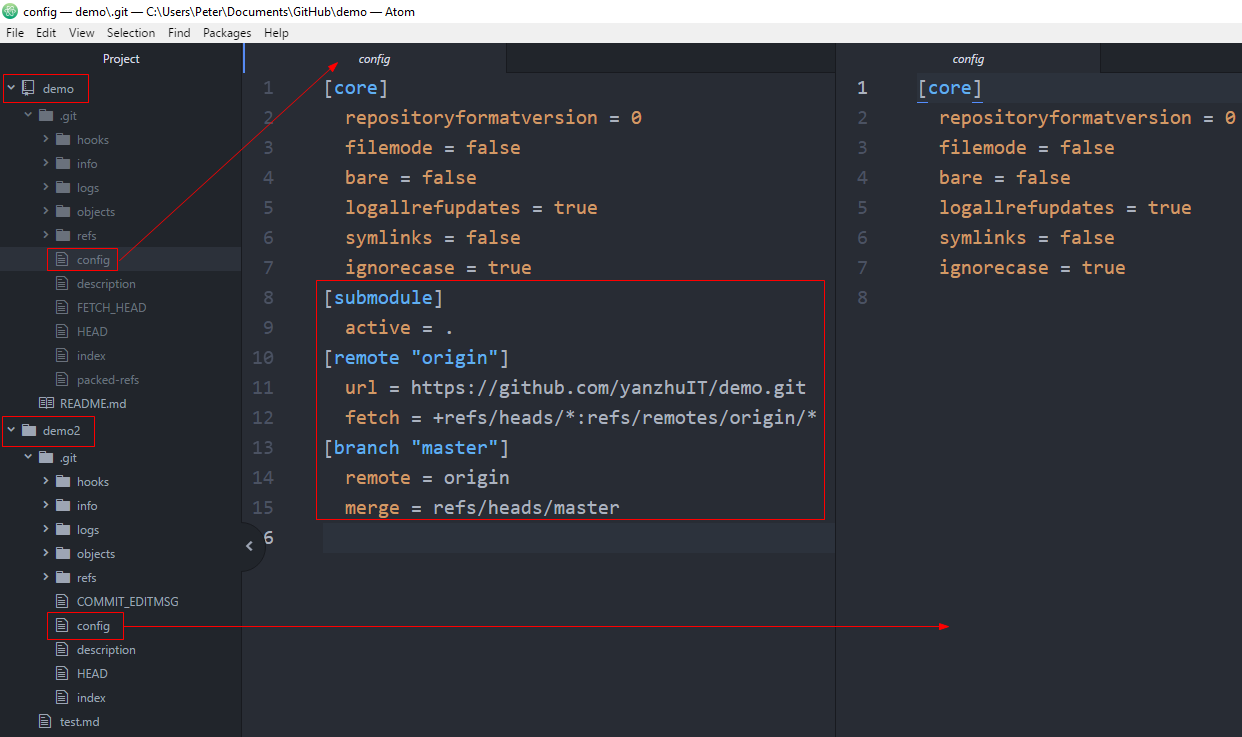 config — demo\.git — C:\Users\Peter\Documents\GitHub\demo — Atom
File Edit View Selection Find Packages Help
Project
demo
.git
hooks
info
logs
objects
refs
config
description
FETCH_HEAD
HEAD
index
packed-refs
README.md
demo2
.git
hooks
info
logs
objects
refs
COMMIT_EDITMSG
config
description
HEAD
index
test.md
config
1 [core]
2 repositoryformatversion = 0
3 filemode = false
4 bare = false
5 logallrefupdates = true
6 symlinks = false
7 ignorecase = true
8 [submodule]
9 active = .
10 [remote "origin"]
11 url = https://github.com/yanzhuIT/demo.git
12 fetch = +refs/heads/*:refs/remotes/origin/*
13 [branch "master"]
14 remote = origin
15 merge = refs/heads/master
6
config
1 [core]
2 repositoryformatversion = 0
3 filemode = false
4 bare = false
5 logallrefupdates = true
6 symlinks = false
7 ignorecase = true
8